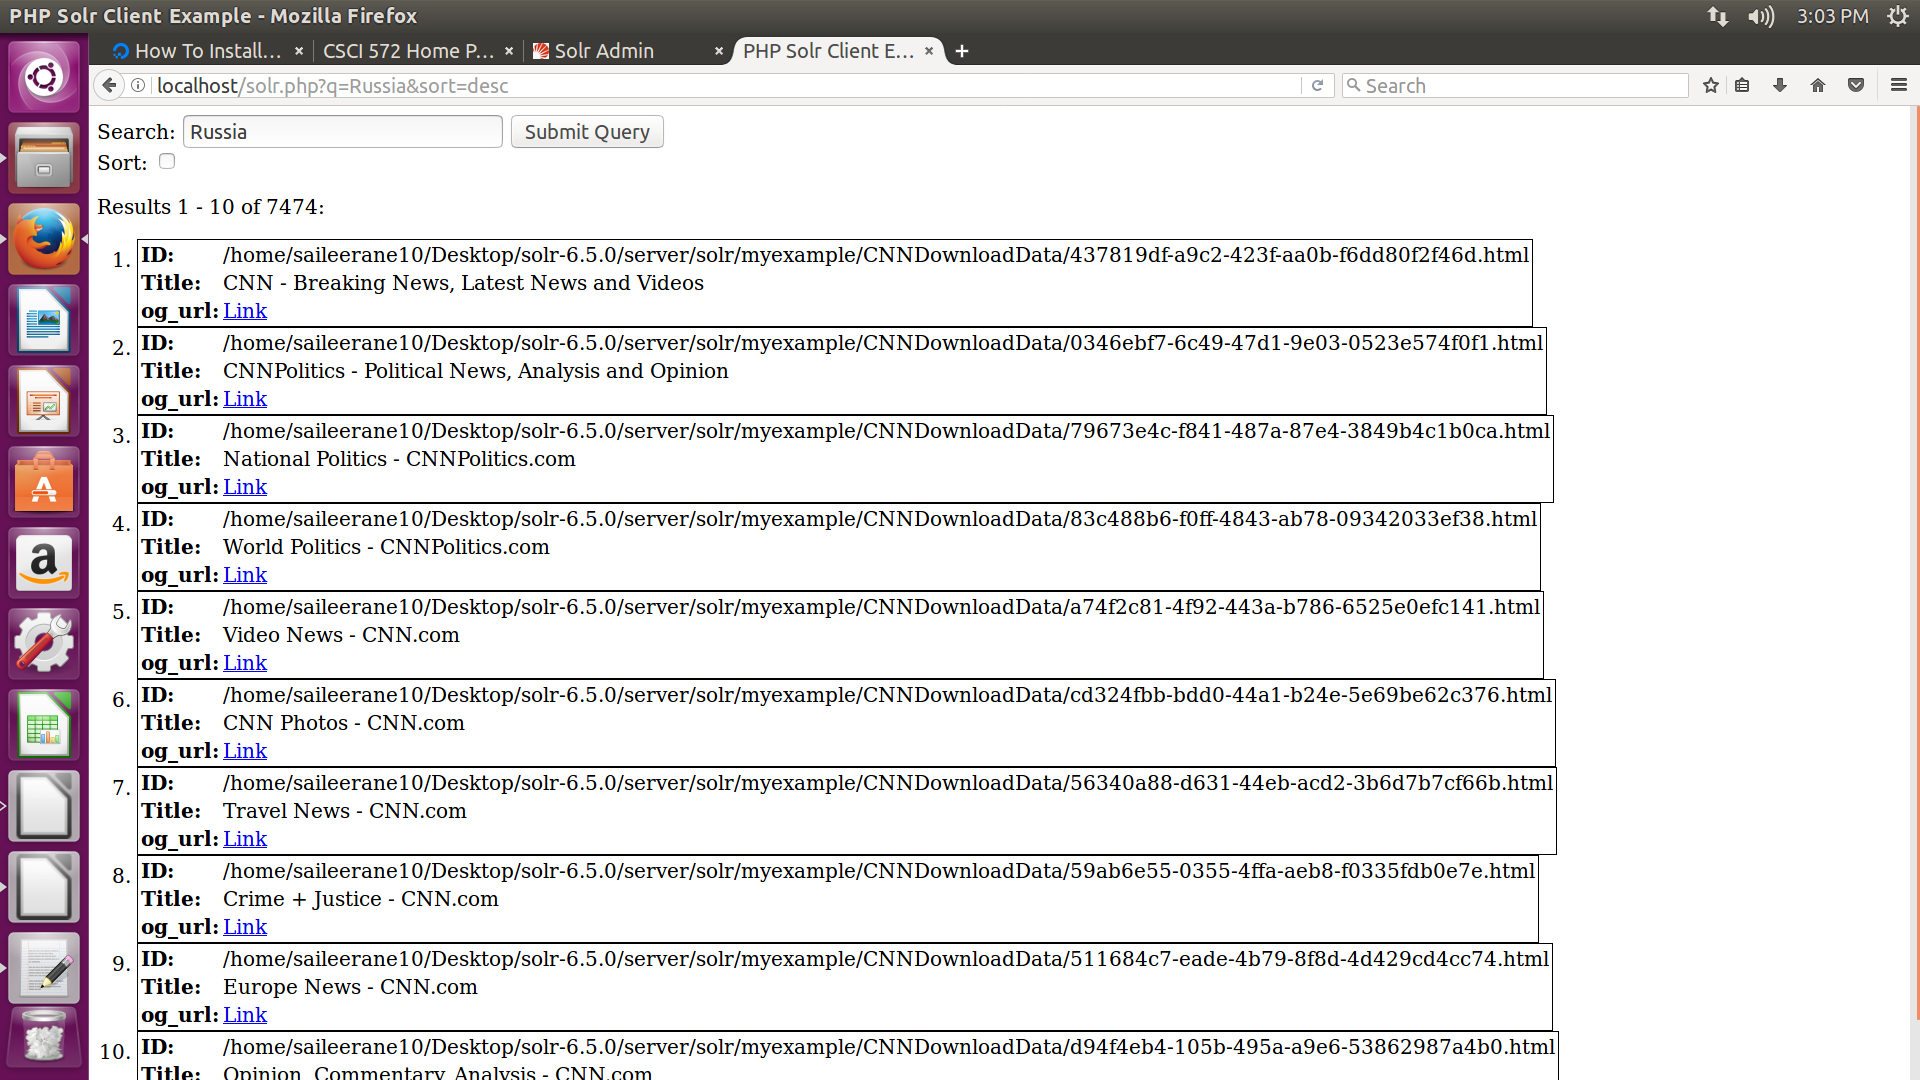 PHP Solr Client Example - Mozilla Firefox
3:03 PM
How To Install...
CSCI 572 Home P...
Solr Admin
PHP Solr Client E...
localhost/solr.php?q=Russia&sort=desc
Search
Search: Russia Submit Query
Sort:
Results 1 - 10 of 7474:
1. ID: /home/saileerane10/Desktop/solr-6.5.0/server/solr/myexample/CNNDownloadData/437819df-a9c2-423f-aa0b-f6dd80f2f46d.html
Title: CNN - Breaking News, Latest News and Videos
og_url: Link
2. ID: /home/saileerane10/Desktop/solr-6.5.0/server/solr/myexample/CNNDownloadData/0346ebf7-6c49-47d1-9e03-0523e574f0f1.html
Title: CNNPolitics - Political News, Analysis and Opinion
og_url: Link
3. ID: /home/saileerane10/Desktop/solr-6.5.0/server/solr/myexample/CNNDownloadData/79673e4c-f841-487a-87e4-3849b4c1b0ca.html
Title: National Politics - CNNPolitics.com
og_url: Link
4. ID: /home/saileerane10/Desktop/solr-6.5.0/server/solr/myexample/CNNDownloadData/83c488b6-f0ff-4843-ab78-09342033ef38.html
Title: World Politics - CNNPolitics.com
og_url: Link
5. ID: /home/saileerane10/Desktop/solr-6.5.0/server/solr/myexample/CNNDownloadData/a74f2c81-4f92-443a-b786-6525e0efc141.html
Title: Video News - CNN.com
og_url: Link
6. ID: /home/saileerane10/Desktop/solr-6.5.0/server/solr/myexample/CNNDownloadData/cd324fbb-bdd0-44a1-b24e-5e69be62c376.html
Title: CNN Photos - CNN.com
og_url: Link
7. ID: /home/saileerane10/Desktop/solr-6.5.0/server/solr/myexample/CNNDownloadData/56340a88-d631-44eb-acd2-3b6d7b7cf66b.html
Title: Travel News - CNN.com
og_url: Link
8. ID: /home/saileerane10/Desktop/solr-6.5.0/server/solr/myexample/CNNDownloadData/59ab6e55-0355-4ffa-aeb8-f0335fdb0e7e.html
Title: Crime + Justice - CNN.com
og_url: Link
9. ID: /home/saileerane10/Desktop/solr-6.5.0/server/solr/myexample/CNNDownloadData/511684c7-eade-4b79-8f8d-4d429cd4cc74.html
Title: Europe News - CNN.com
og_url: Link
10. ID: /home/saileerane10/Desktop/solr-6.5.0/server/solr/myexample/CNNDownloadData/d94f4eb4-105b-495a-a9e6-53862987a4b0.html
Title: Opinion, Commentary, Analysis - CNN.com